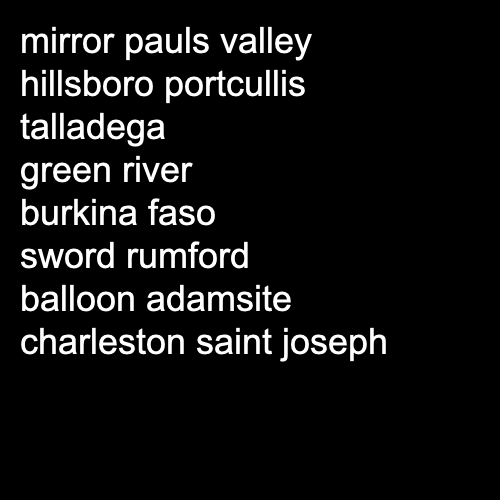 mirror pauls valley
hillsboro portcullis
talladega
green river
burkina faso
sword rumford
balloon adamsite
charleston saint joseph